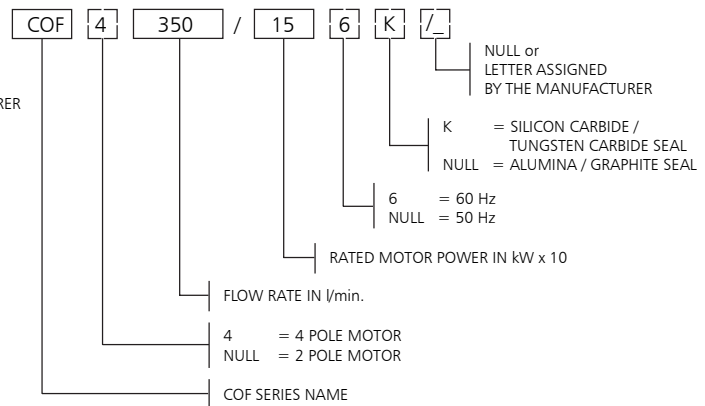 COF 4 350 / 15 6 K /_
NULL or
LETTER ASSIGNED
BY THE MANUFACTURER
RER
K = SILICON CARBIDE /
TUNGSTEN CARBIDE SEAL
NULL = ALUMINA / GRAPHITE SEAL
6 = 60 Hz
NULL = 50 Hz
RATED MOTOR POWER IN kW x 10
FLOW RATE IN l/min.
4 = 4 POLE MOTOR
NULL = 2 POLE MOTOR
COF SERIES NAME